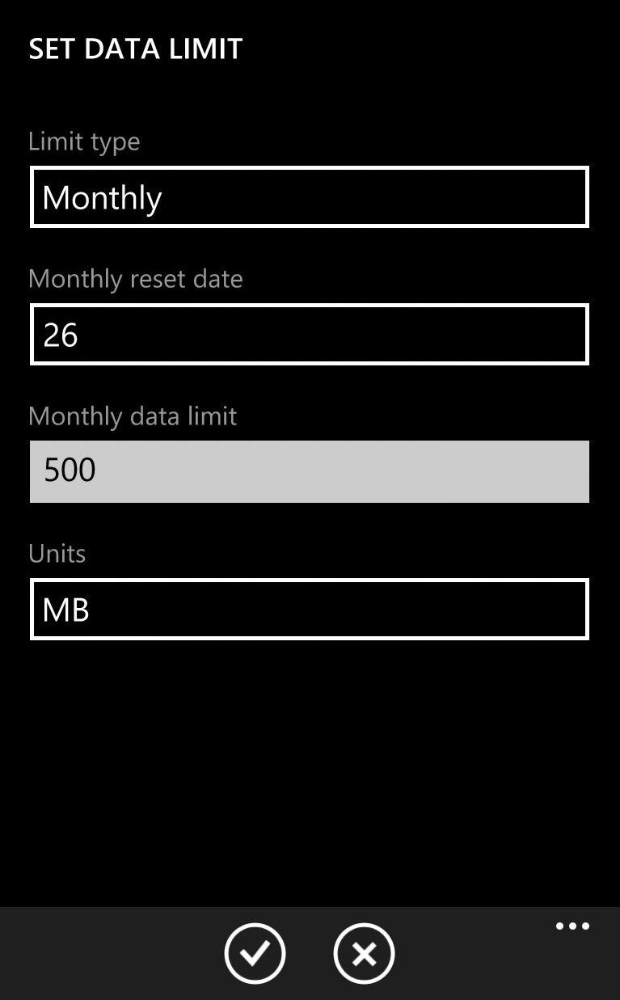 SET DATA LIMIT
Limit type
Monthly
Monthly reset date
26
Monthly data limit
500
Units
MB